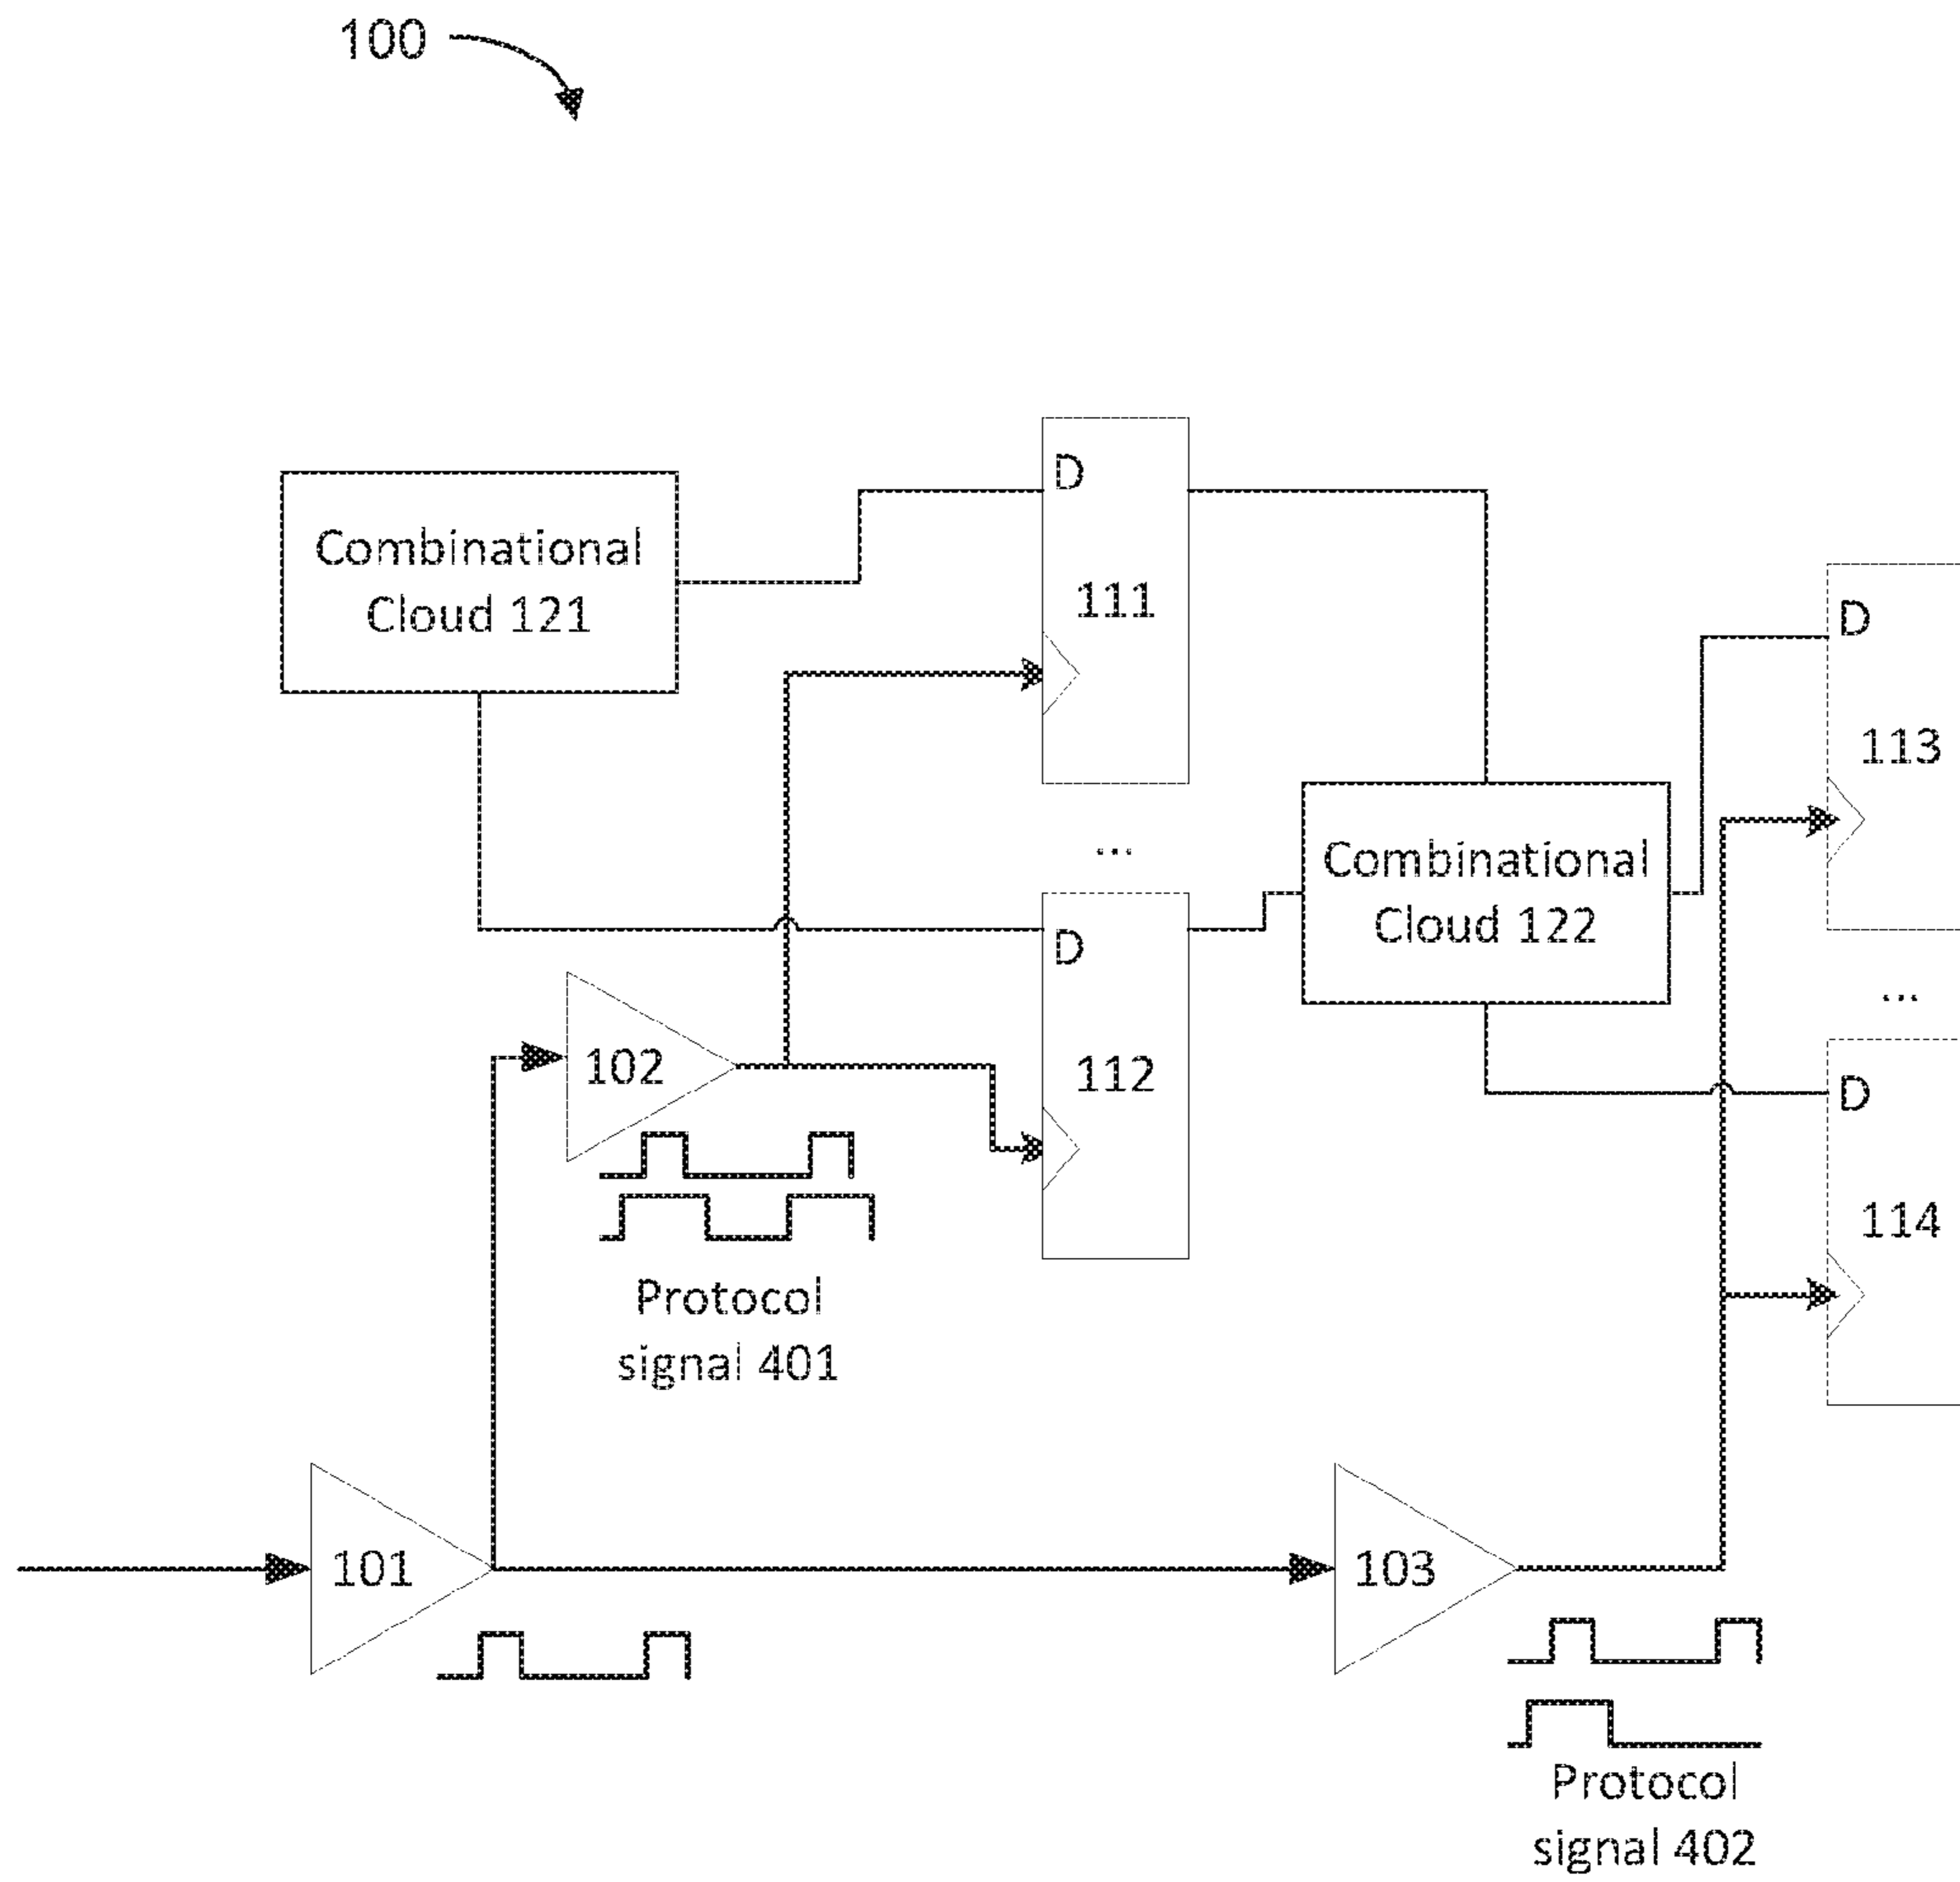 100
D
Combinational
Cloud 121
111
D
113
...
Combinational
Cloud 122
D
...
102
112
D
114
Protocol
signal 401
101
103
Protocol
signal 402